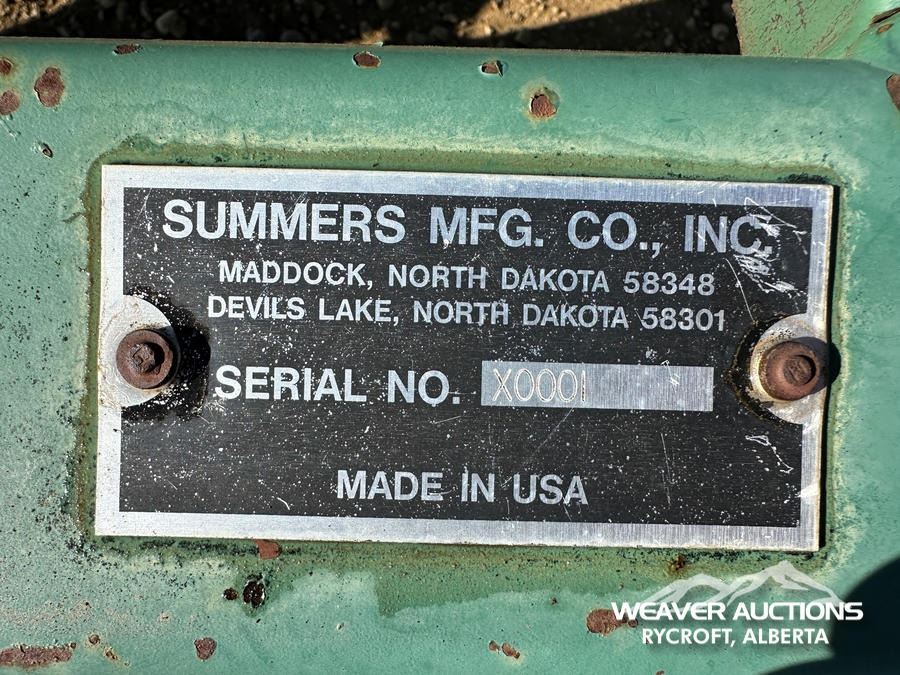 SUMMERS MFG. CO., INC.
MADDOCK, NORTH DAKOTA 58348
DEVILS LAKE, NORTH DAKOTA 58301
SERIAL NO. X0001
MADE IN USA
WEAVER AUCTIONS
RYCROFT, ALBERTA